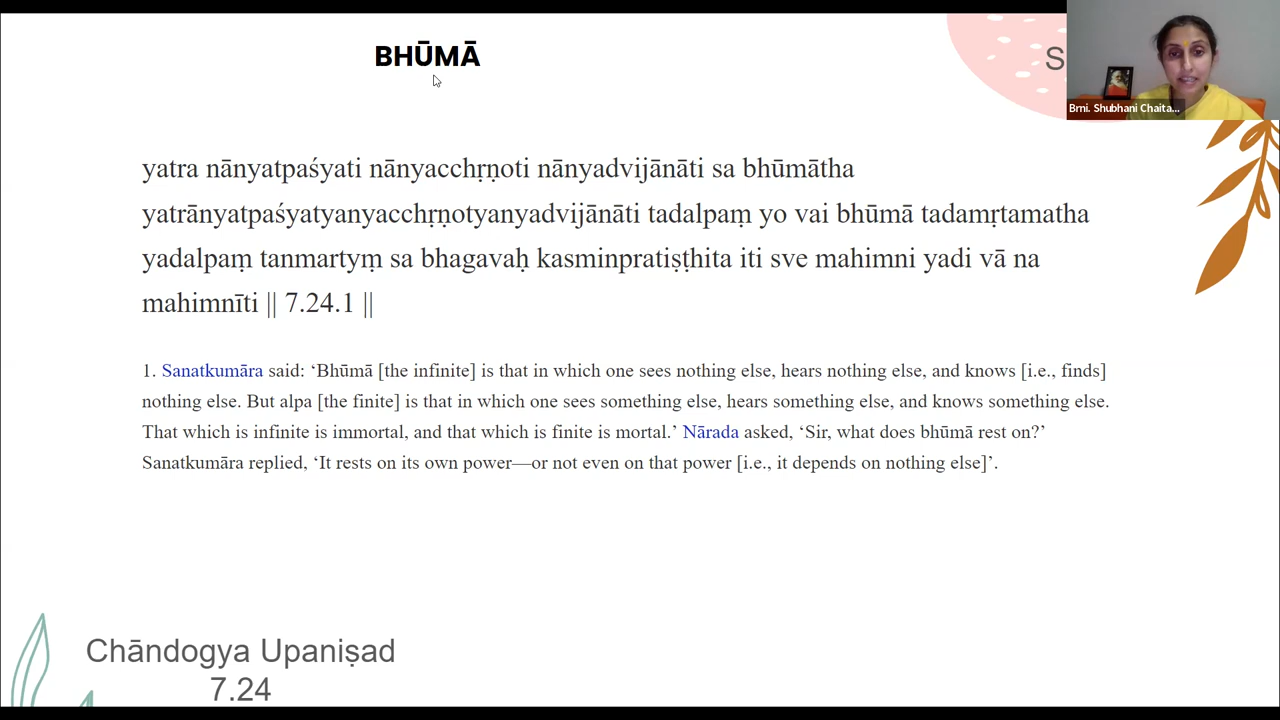 BHŪMĀ
S
Brni. Shubhani Chaita...
yatra nānyatpaśyati nānyacchṛṇoti nānyadvijānāti sa bhūmātha
yatrānyatpaśyatyanyacchṛṇotyanyadvijānāti tadalpaṃ yo vai bhūmā tadamṛtamatha
yadalpaṃ tanmartyṃ sa bhagavaḥ kasminpratiṣṭhita iti sve mahimni yadi vā na
mahimnīti || 7.24.1 ||
1. Sanatkumāra said: ‘Bhūmā [the infinite] is that in which one sees nothing else, hears nothing else, and knows [i.e., finds]
nothing else. But alpa [the finite] is that in which one sees something else, hears something else, and knows something else.
That which is infinite is immortal, and that which is finite is mortal.’ Nārada asked, ‘Sir, what does bhūmā rest on?’
Sanatkumāra replied, ‘It rests on its own power—or not even on that power [i.e., it depends on nothing else]’.
Chāndogya Upaniṣad
7.24